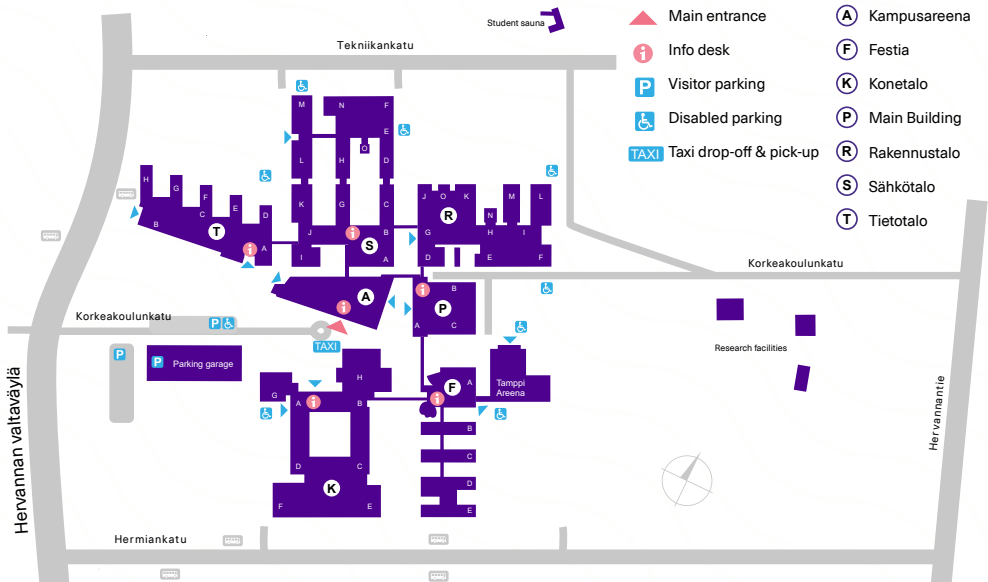 Student sauna
Main entrance
A Kampusareena
Tekniikankatu
i Info desk
F Festia
P Visitor parking
K Konetalo
Disabled parking
P Main Building
TAXI Taxi drop-off & pick-up
R Rakennustalo
S Sähkötalo
T Tietotalo
M
N
F
E
O
L
H
D
K
G
C
J
B
I
A
S
i
H
G
F
E
D
C
B
T
A
i
J
O
K
M
L
R
N
G
H
I
D
E
F
Korkeakoulunkatu
A
i
i
B
P
A
C
Korkeakoulunkatu
P
TAXI
P
P Parking garage
Research facilities
H
G
A
i
B
D
C
K
F
E
F
A
i
Tamppi
Areena
B
C
D
E
Hervannan valtaväylä
Hervannantie
Hermiankatu